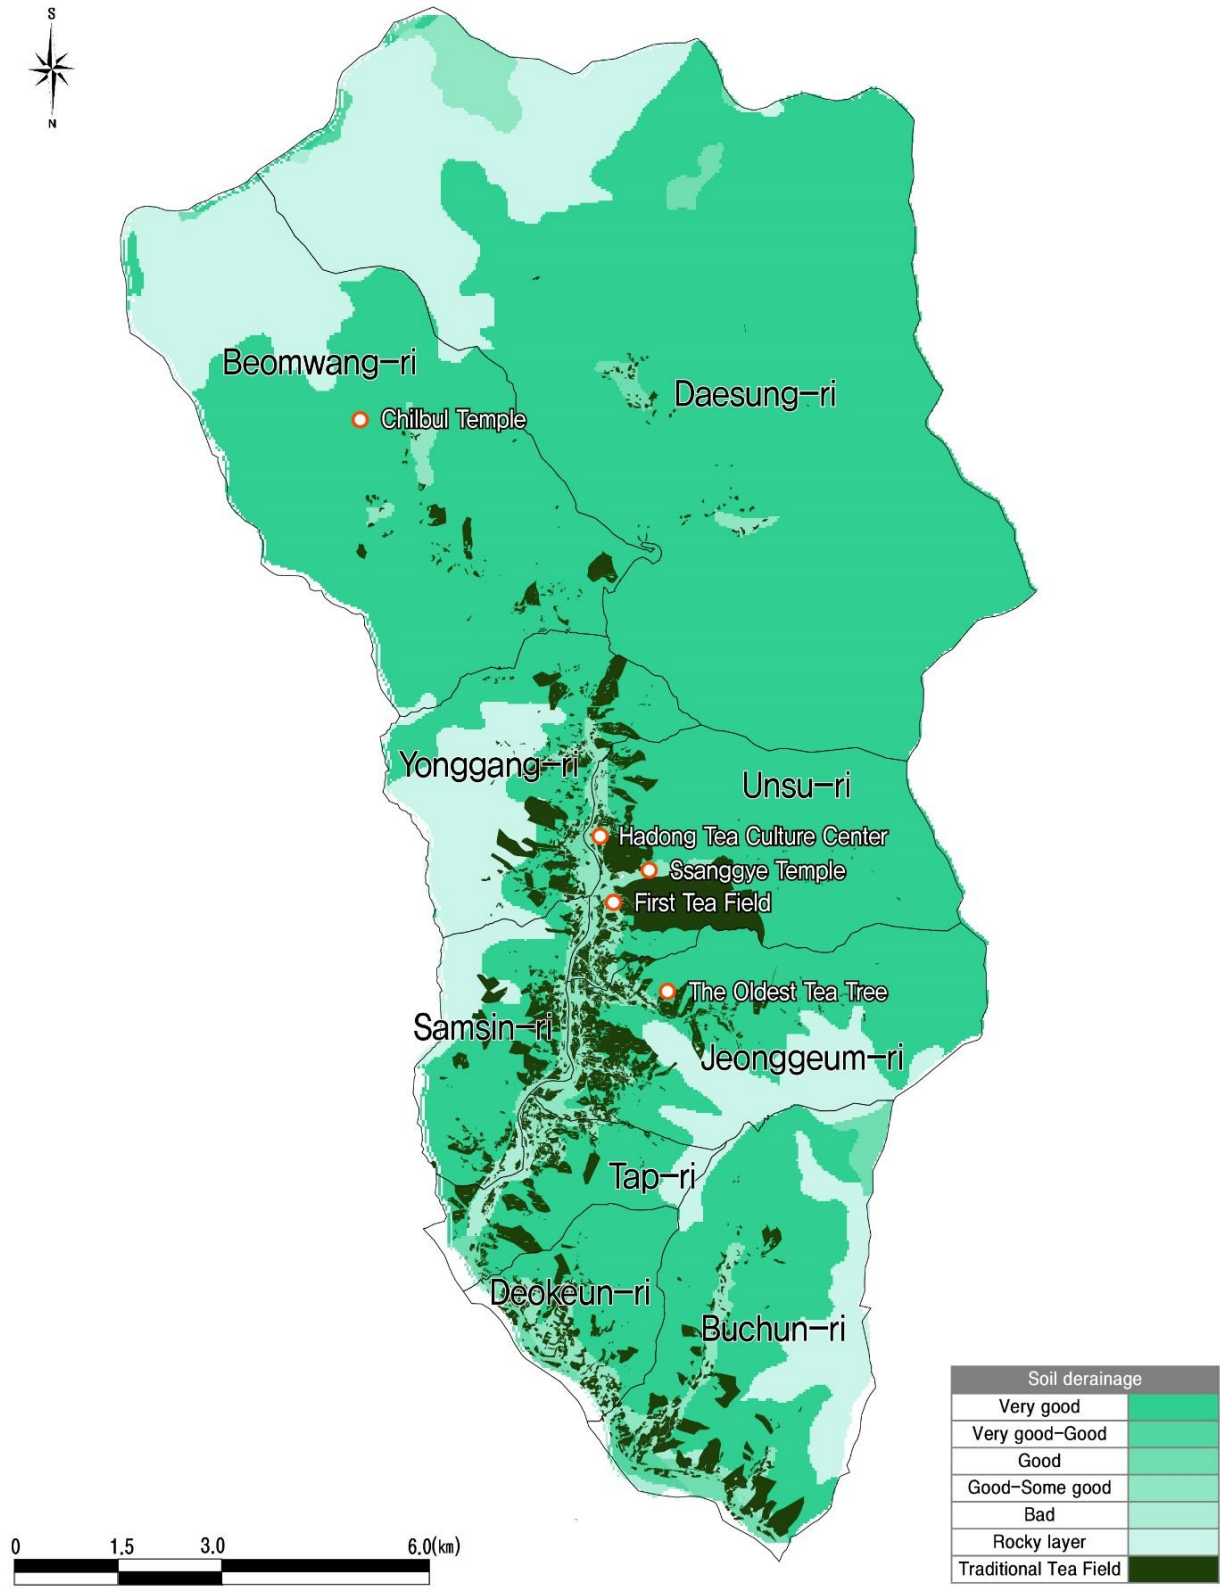 S
N
Beomwang-ri
Daesung-ri
Chilbul Temple
Yonggang-ri
Unsu-ri
Hadong Tea Culture Center
Ssanggye Temple
First Tea Field
The Oldest Tea Tree
Samsin-ri
Jeonggeum-ri
Tap-ri
Deokeun-ri
Buchun-ri
Soil derainage
Very good
Very good-Good
Good
Good-Some good
Bad
Rocky layer
Traditional Tea Field
0 1.5 3.0 6.0(km)